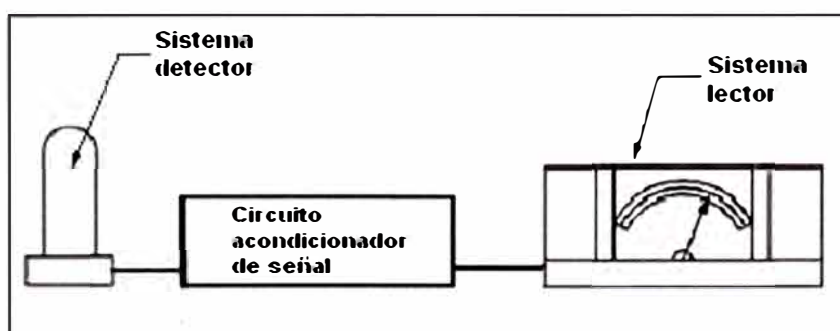 Sistema
detector
Sistema
lector
Circuito
acondicionador
de señal